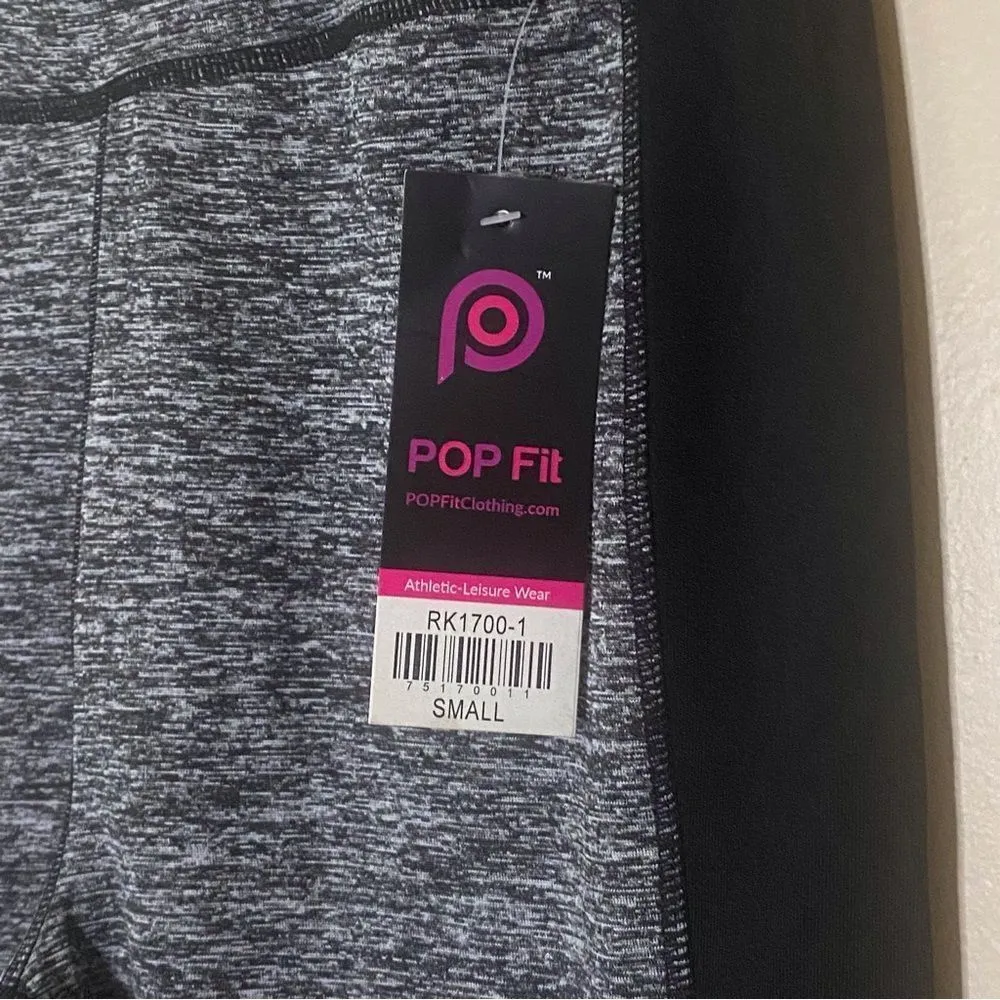 ™
POP Fit
POPFitClothing.com
Athletic-Leisure Wear
RK1700-1
75170011
SMALL